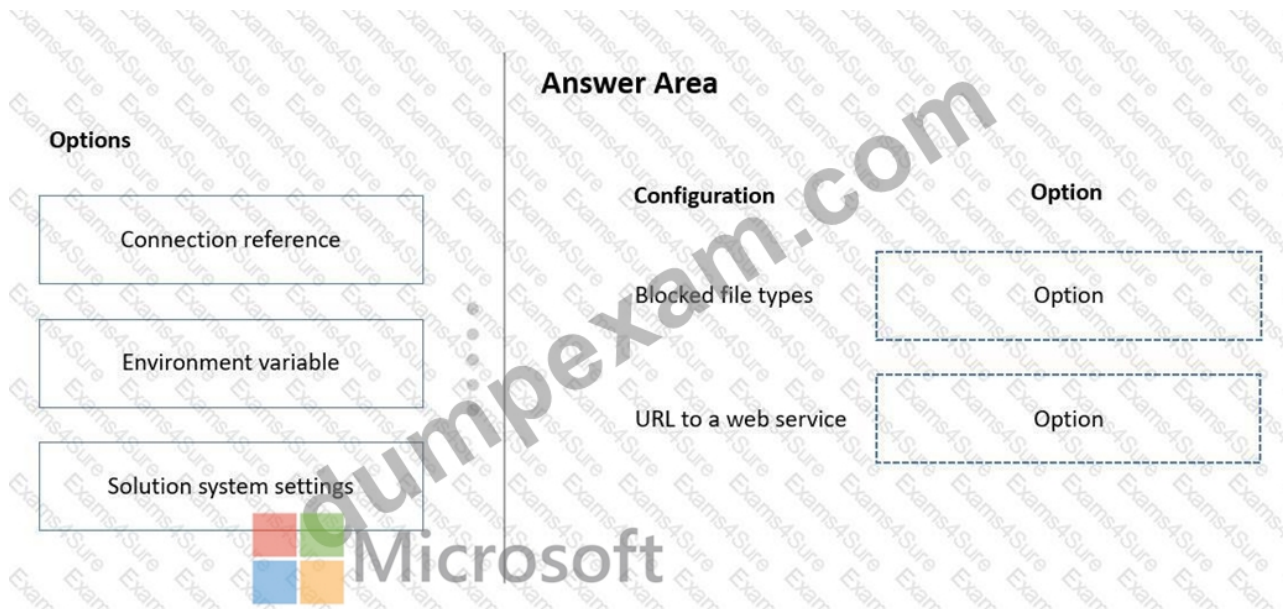 Answer Area
Options
Configuration
Option
Connection reference
Blocked file types
Option
Environment variable
URL to a web service
Option
Solution system settings
Microsoft
dumpexam.com
Exams4Sure